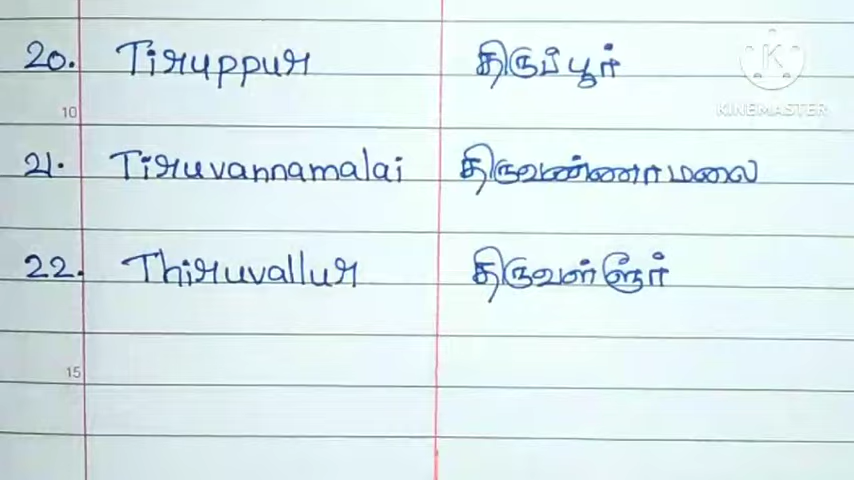 20. Tiruppur திருப்பூர்
K
KINEMASTER
10
21. Tiruvannamalai திருவண்ணாமலை
22. Thiruvallur திருவள்ளூர்
15